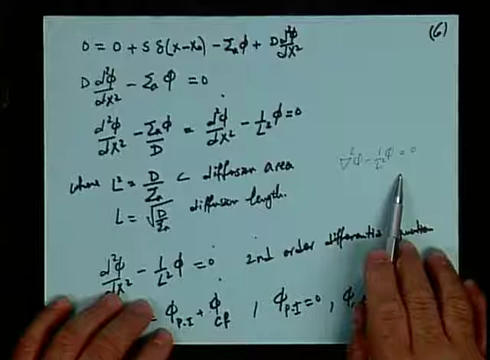 (6)
0 = 0 + S δ(x-x₀) - Σₐϕ + D d²ϕ/dx²
D d²ϕ/dx² - Σₐ ϕ = 0
d²ϕ/dx² - Σₐϕ/D = d²ϕ/dx² - 1/L² ϕ = 0
∇²ϕ - 1/L² ϕ = 0
where L² = D/Σₐ ⊂ diffusion area
L = √(D/Σₐ) diffusion length.
d²ϕ/dx² - 1/L² ϕ = 0 2nd order differential equation
= ϕ_P.I + ϕ_CF , ϕ_P.I = 0 ,